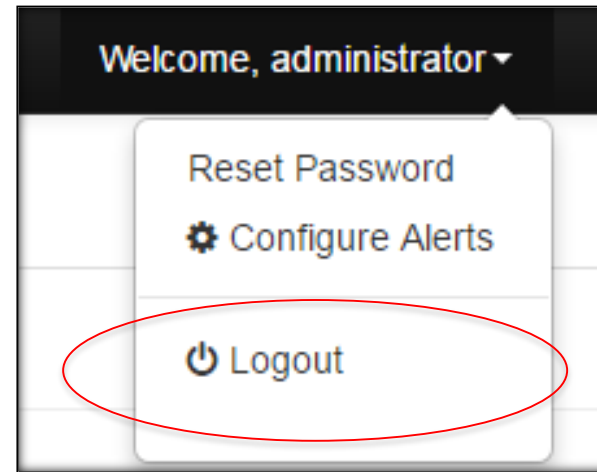 Welcome, administrator
Reset Password
Configure Alerts
Logout